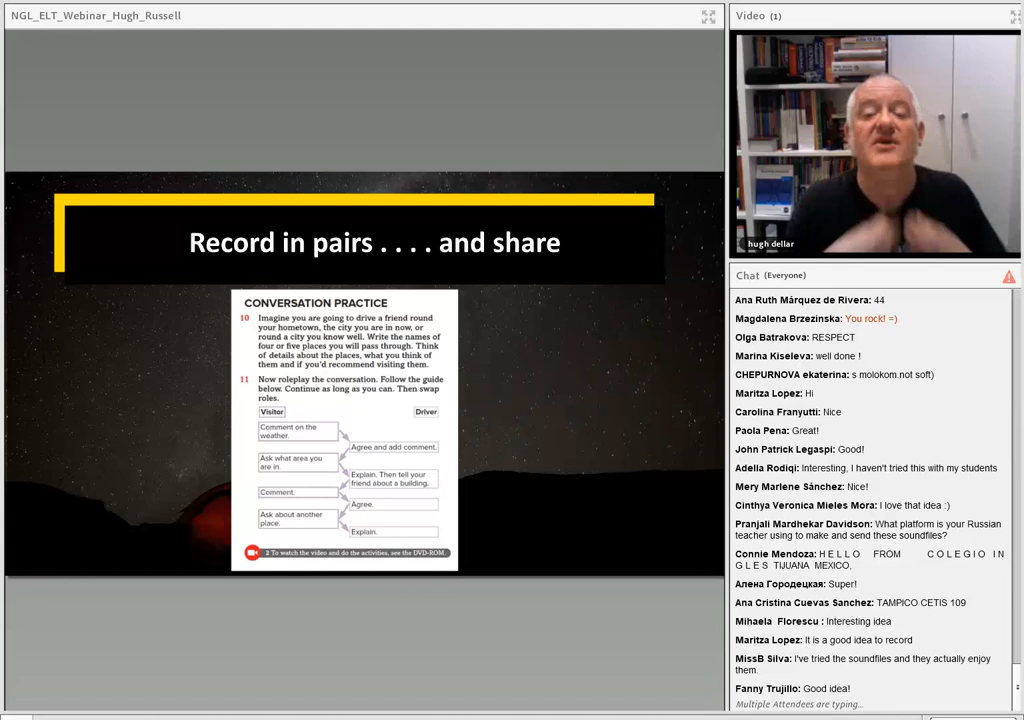 NGL_ELT_Webinar_Hugh_Russell
Record in pairs . . . . and share
CONVERSATION PRACTICE
10 Imagine you are going to drive a friend round
your hometown, the city you are in now, or
round a city you know well. Write the names of
four or five places you will pass through. Think
of details about the places, what you think of
them and if you'd recommend visiting them.
11 Now roleplay the conversation. Follow the guide
below. Continue as long as you can. Then swap
roles.
Visitor
Driver
Comment on the
weather.
Agree and add comment.
Ask what area you
are in.
Explain. Then tell your
friend about a building.
Comment.
Agree.
Ask about another
place.
Explain.
2 To watch the video and do the activities, see the DVD-ROM.
Video (1)
hugh dellar
Chat (Everyone)
Ana Ruth Márquez de Rivera: 44
Magdalena Brzezinska: You rock! =)
Olga Batrakova: RESPECT
Marina Kiseleva: well done !
CHEPURNOVA ekaterina: s molokom.not soft)
Maritza Lopez: Hi
Carolina Franyutti: Nice
Paola Pena: Great!
John Patrick Legaspi: Good!
Adella Rodiqi: Interesting, I haven't tried this with my students
Mery Marlene Sánchez: Nice!
Cinthya Veronica Mieles Mora: I love that idea :)
Pranjali Mardhekar Davidson: What platform is your Russian
teacher using to make and send these soundfiles?
Connie Mendoza: H E L L O FROM C O L E G I O I N
G L E S TIJUANA MEXICO,
Алена Городецкая: Super!
Ana Cristina Cuevas Sanchez: TAMPICO CETIS 109
Mihaela Florescu : Interesting idea
Maritza Lopez: It is a good idea to record
MissB Silva: I've tried the soundfiles and they actually enjoy
them.
Fanny Trujillo: Good idea!
Multiple Attendees are typing...